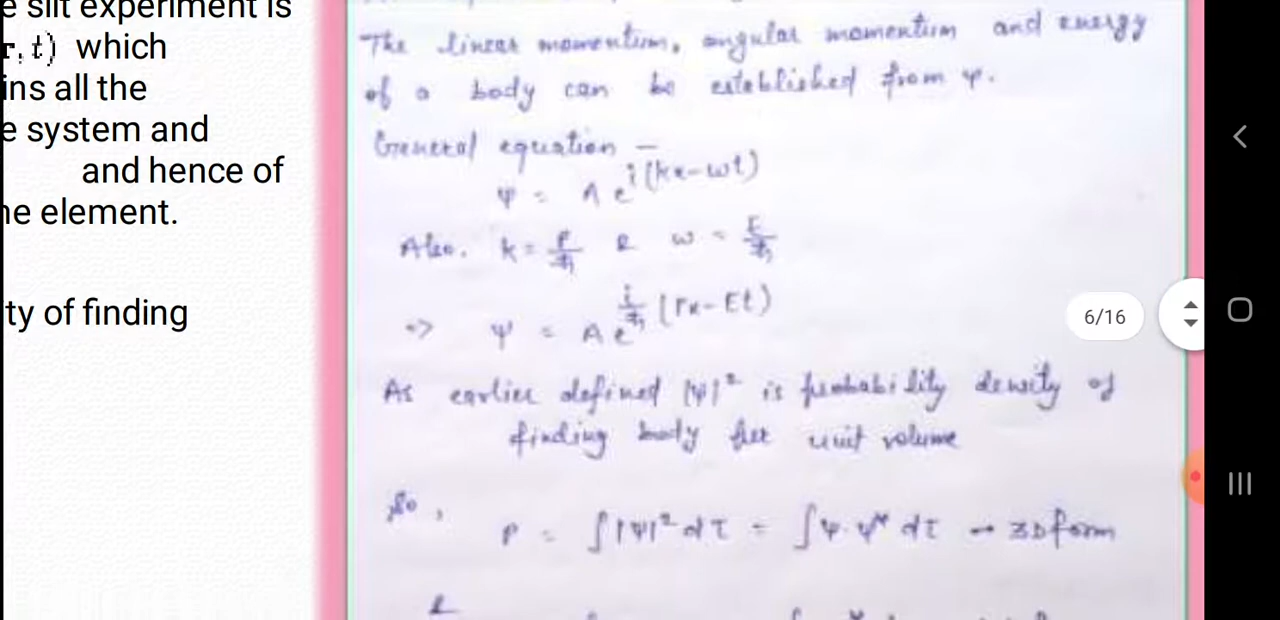 e slit experiment is
r, t) which
ins all the
e system and
and hence of
he element.
ty of finding
The linear momentum, angular momentum and energy
of a body can be established from ψ.
General equation —
ψ = A e^{i(kx-ωt)}
Also, k = p/ħ & ω = E/ħ
=> ψ = A e^{i/ħ (Px-Et)}
As earlier defined |ψ|² is probability density of
finding body per unit volume
So,
P = ∫|ψ|² dτ = ∫ψ.ψ* dτ → 3D form
&
6/16